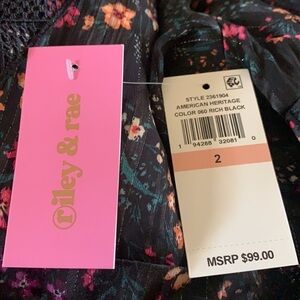 riley & rae
STYLE 2361904
AMERICAN HERITAGE
COLOR 060 RICH BLACK
1 94288 32081 0
2
MSRP $99.00